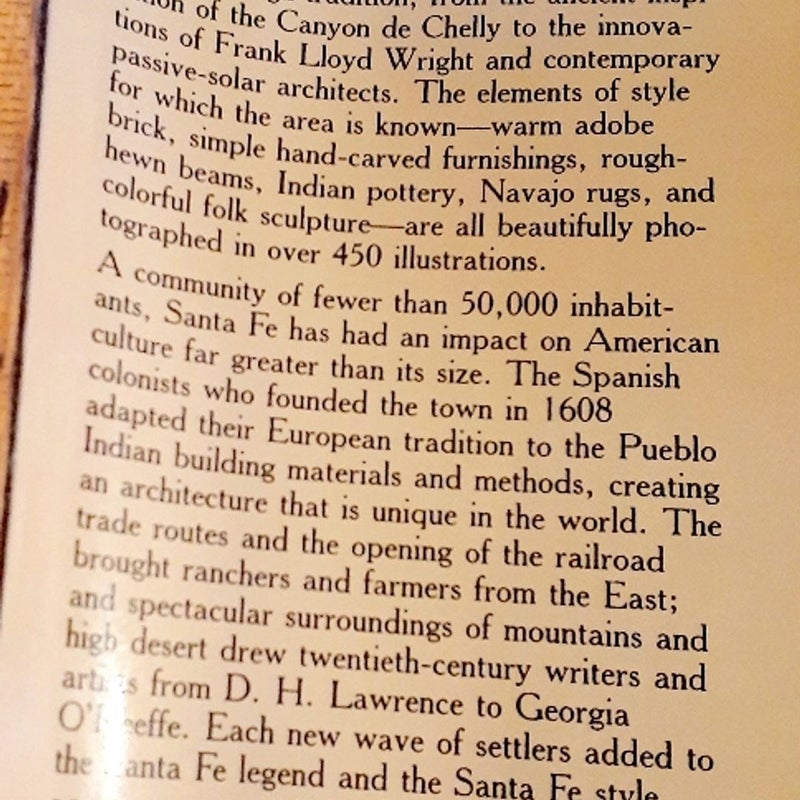 of the Canyon de Chelly to the innova-
tions of Frank Lloyd Wright and contemporary
passive-solar architects. The elements of style
for which the area is known—warm adobe
brick, simple hand-carved furnishings, rough-
hewn beams, Indian pottery, Navajo rugs, and
colorful folk sculpture—are all beautifully pho-
tographed in over 450 illustrations.
A community of fewer than 50,000 inhabit-
ants, Santa Fe has had an impact on American
culture far greater than its size. The Spanish
colonists who founded the town in 1608
adapted their European tradition to the Pueblo
Indian building materials and methods, creating
an architecture that is unique in the world. The
trade routes and the opening of the railroad
brought ranchers and farmers from the East;
and spectacular surroundings of mountains and
high desert drew twentieth-century writers and
artists from D. H. Lawrence to Georgia
O'Keeffe. Each new wave of settlers added to
the Santa Fe legend and the Santa Fe style